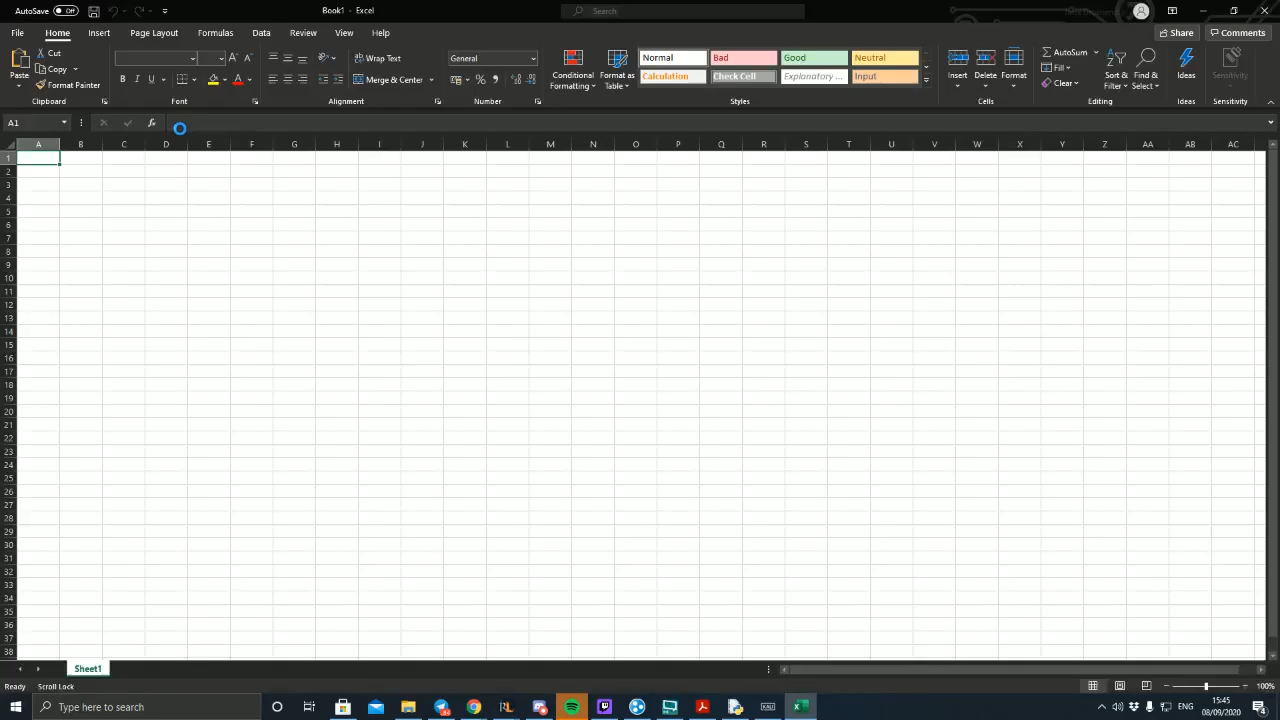 AutoSave Off Book1 - Excel Search
File Home Insert Page Layout Formulas Data Review View Help Share Comments
Paste Cut Copy Format Painter
B I U A A A
Wrap Text Merge & Center
General % ,
Conditional Formatting Format as Table
Normal Bad Good Neutral
Calculation Check Cell Explanatory ... Input
Insert Delete Format
AutoSum Fill Clear
Sort & Filter Find & Select Ideas Sensitivity
Clipboard Font Alignment Number Styles Cells Editing Ideas Sensitivity
A1 fx
A B C D E F G H I J K L M N O P Q R S T U V W X Y Z AA AB AC
1
2
3
4
5
6
7
8
9
10
11
12
13
14
15
16
17
18
19
20
21
22
23
24
25
26
27
28
29
30
31
32
33
34
35
36
37
38
Sheet1
Ready Scroll Lock 100%
Type here to search ENG 15:45
08/09/2020